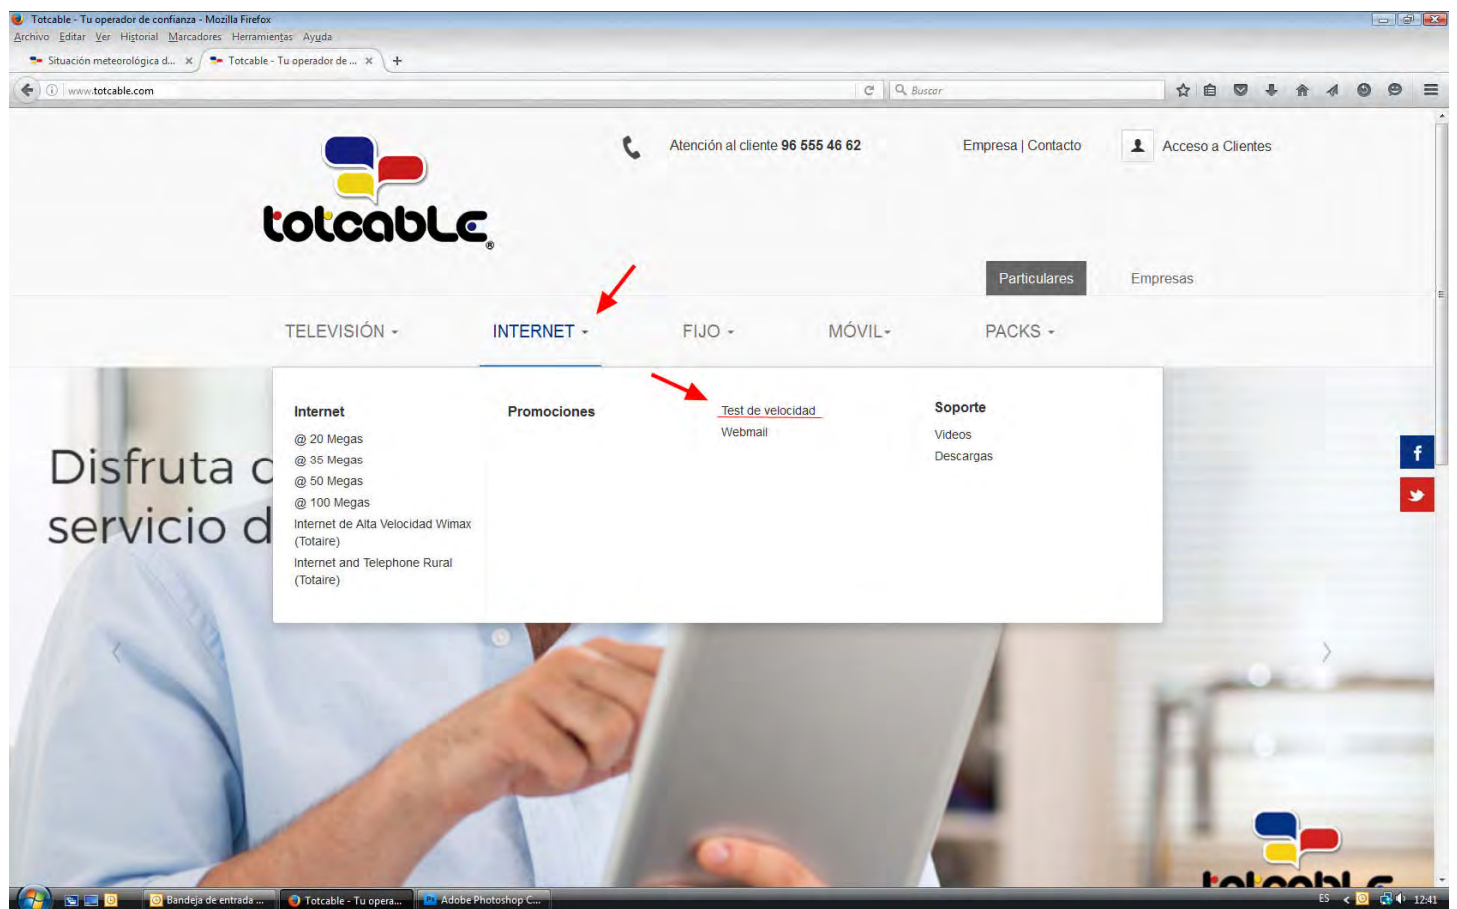 Totcable - Tu operador de confianza - Mozilla Firefox
Archivo Editar Ver Historial Marcadores Herramientas Ayuda
Situación meteorológica d... x Totcable - Tu operador de ... x +
www.totcable.com
Buscar
Atención al cliente 96 555 46 62
Empresa | Contacto
Acceso a Clientes
totcable®
Particulares
Empresas
TELEVISIÓN
INTERNET
FIJO
MÓVIL
PACKS
Internet
@ 20 Megas
@ 35 Megas
@ 50 Megas
@ 100 Megas
Internet de Alta Velocidad Wimax
(Totaire)
Internet and Telephone Rural
(Totaire)
Promociones
Test de velocidad
Webmail
Soporte
Videos
Descargas
Disfruta
servicio d
f
totcable
Bandeja de entrada ...
Totcable - Tu opera...
Adobe Photoshop C...
ES
12:41